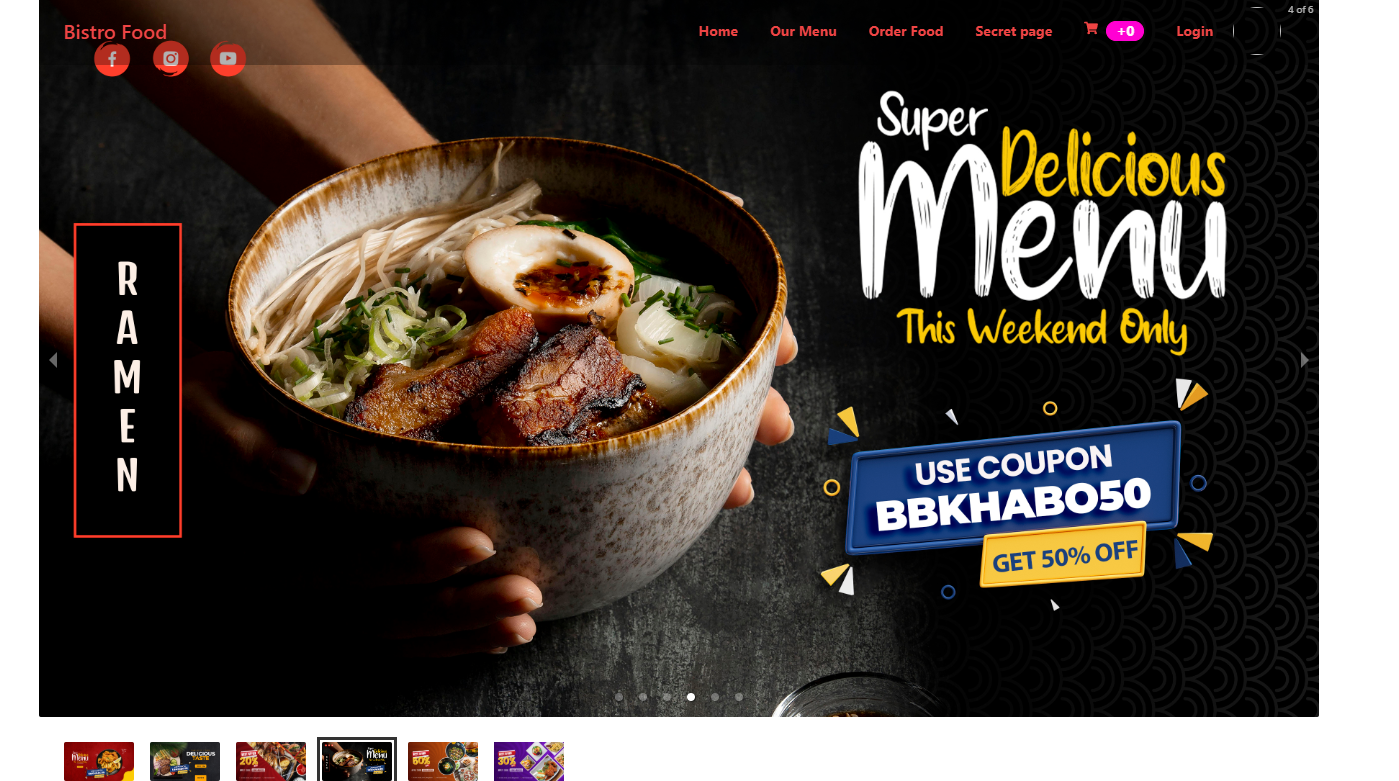 Bistro Food
Home
Our Menu
Order Food
Secret page
+0
Login
4 of 6
Super
Delicious
Menu
This Weekend Only
R
A
M
E
N
USE COUPON
BBKHABO50
GET 50% OFF